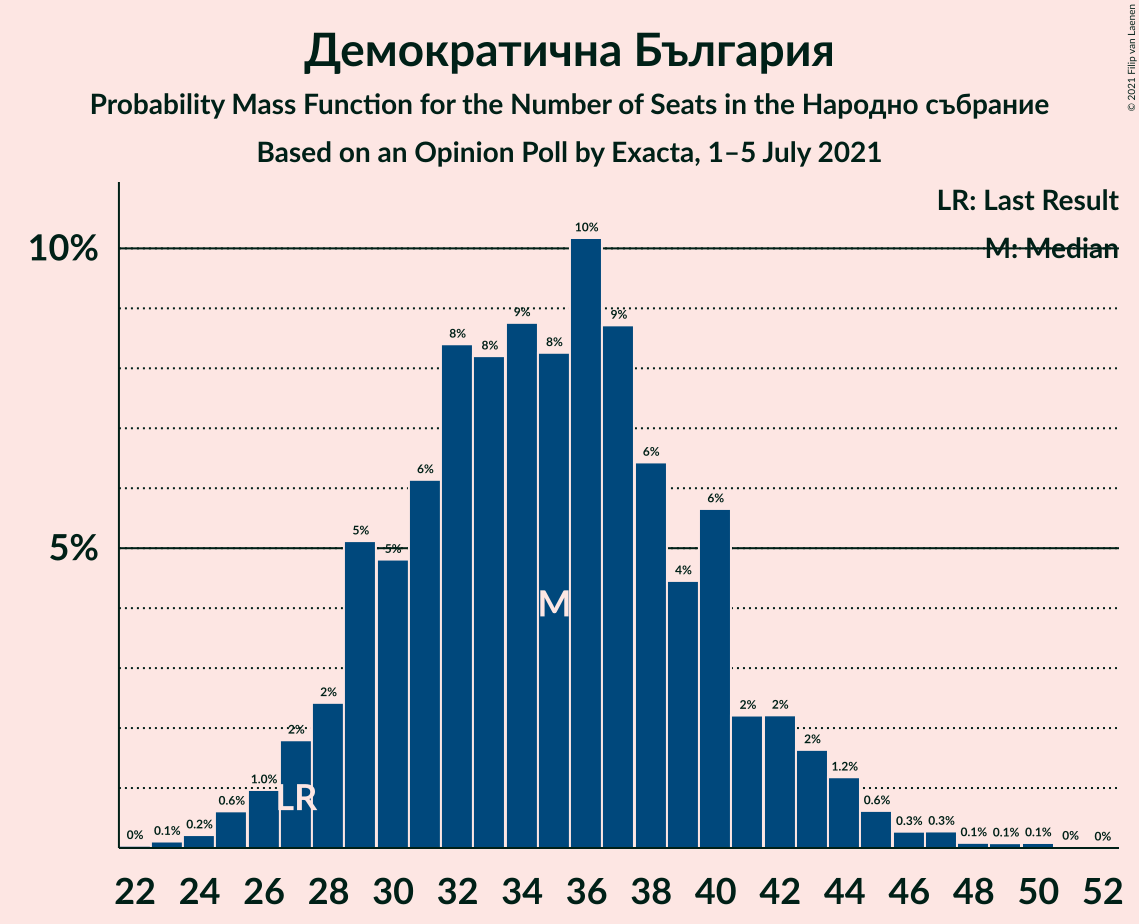 Демократична България
Probability Mass Function for the Number of Seats in the Народно събрание
Based on an Opinion Poll by Exacta, 1–5 July 2021
© 2021 Filip van Laenen
LR: Last Result
M: Median
10%
5%
0% 0.1% 0.2% 0.6% 1.0% 2% 2% 5% 5% 6% 8% 8% 9% 8% 10% 9% 6% 4% 6% 2% 2% 2% 1.2% 0.6% 0.3% 0.3% 0.1% 0.1% 0.1% 0% 0%
M
LR
22 24 26 28 30 32 34 36 38 40 42 44 46 48 50 52